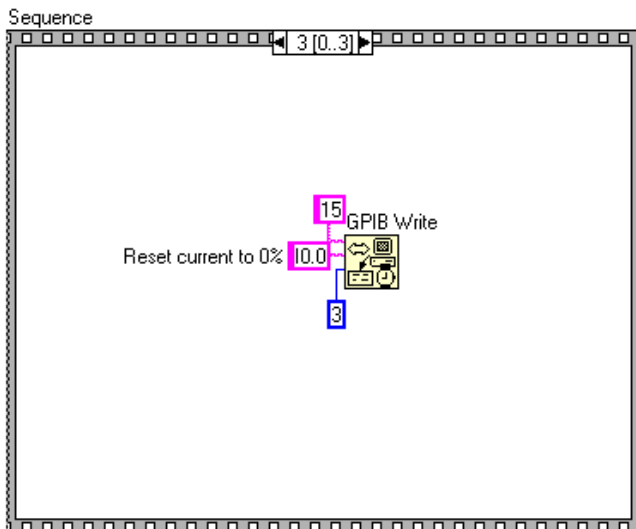 Sequence
3 [0..3]
15
GPIB Write
Reset current to 0% I0.0
3